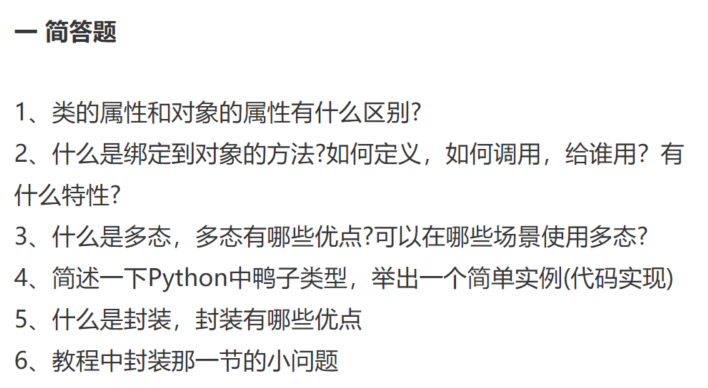 一 简答题
1、类的属性和对象的属性有什么区别?
2、什么是绑定到对象的方法?如何定义，如何调用，给谁用？有
什么特性?
3、什么是多态，多态有哪些优点?可以在哪些场景使用多态?
4、简述一下Python中鸭子类型，举出一个简单实例(代码实现)
5、什么是封装，封装有哪些优点
6、教程中封装那一节的小问题